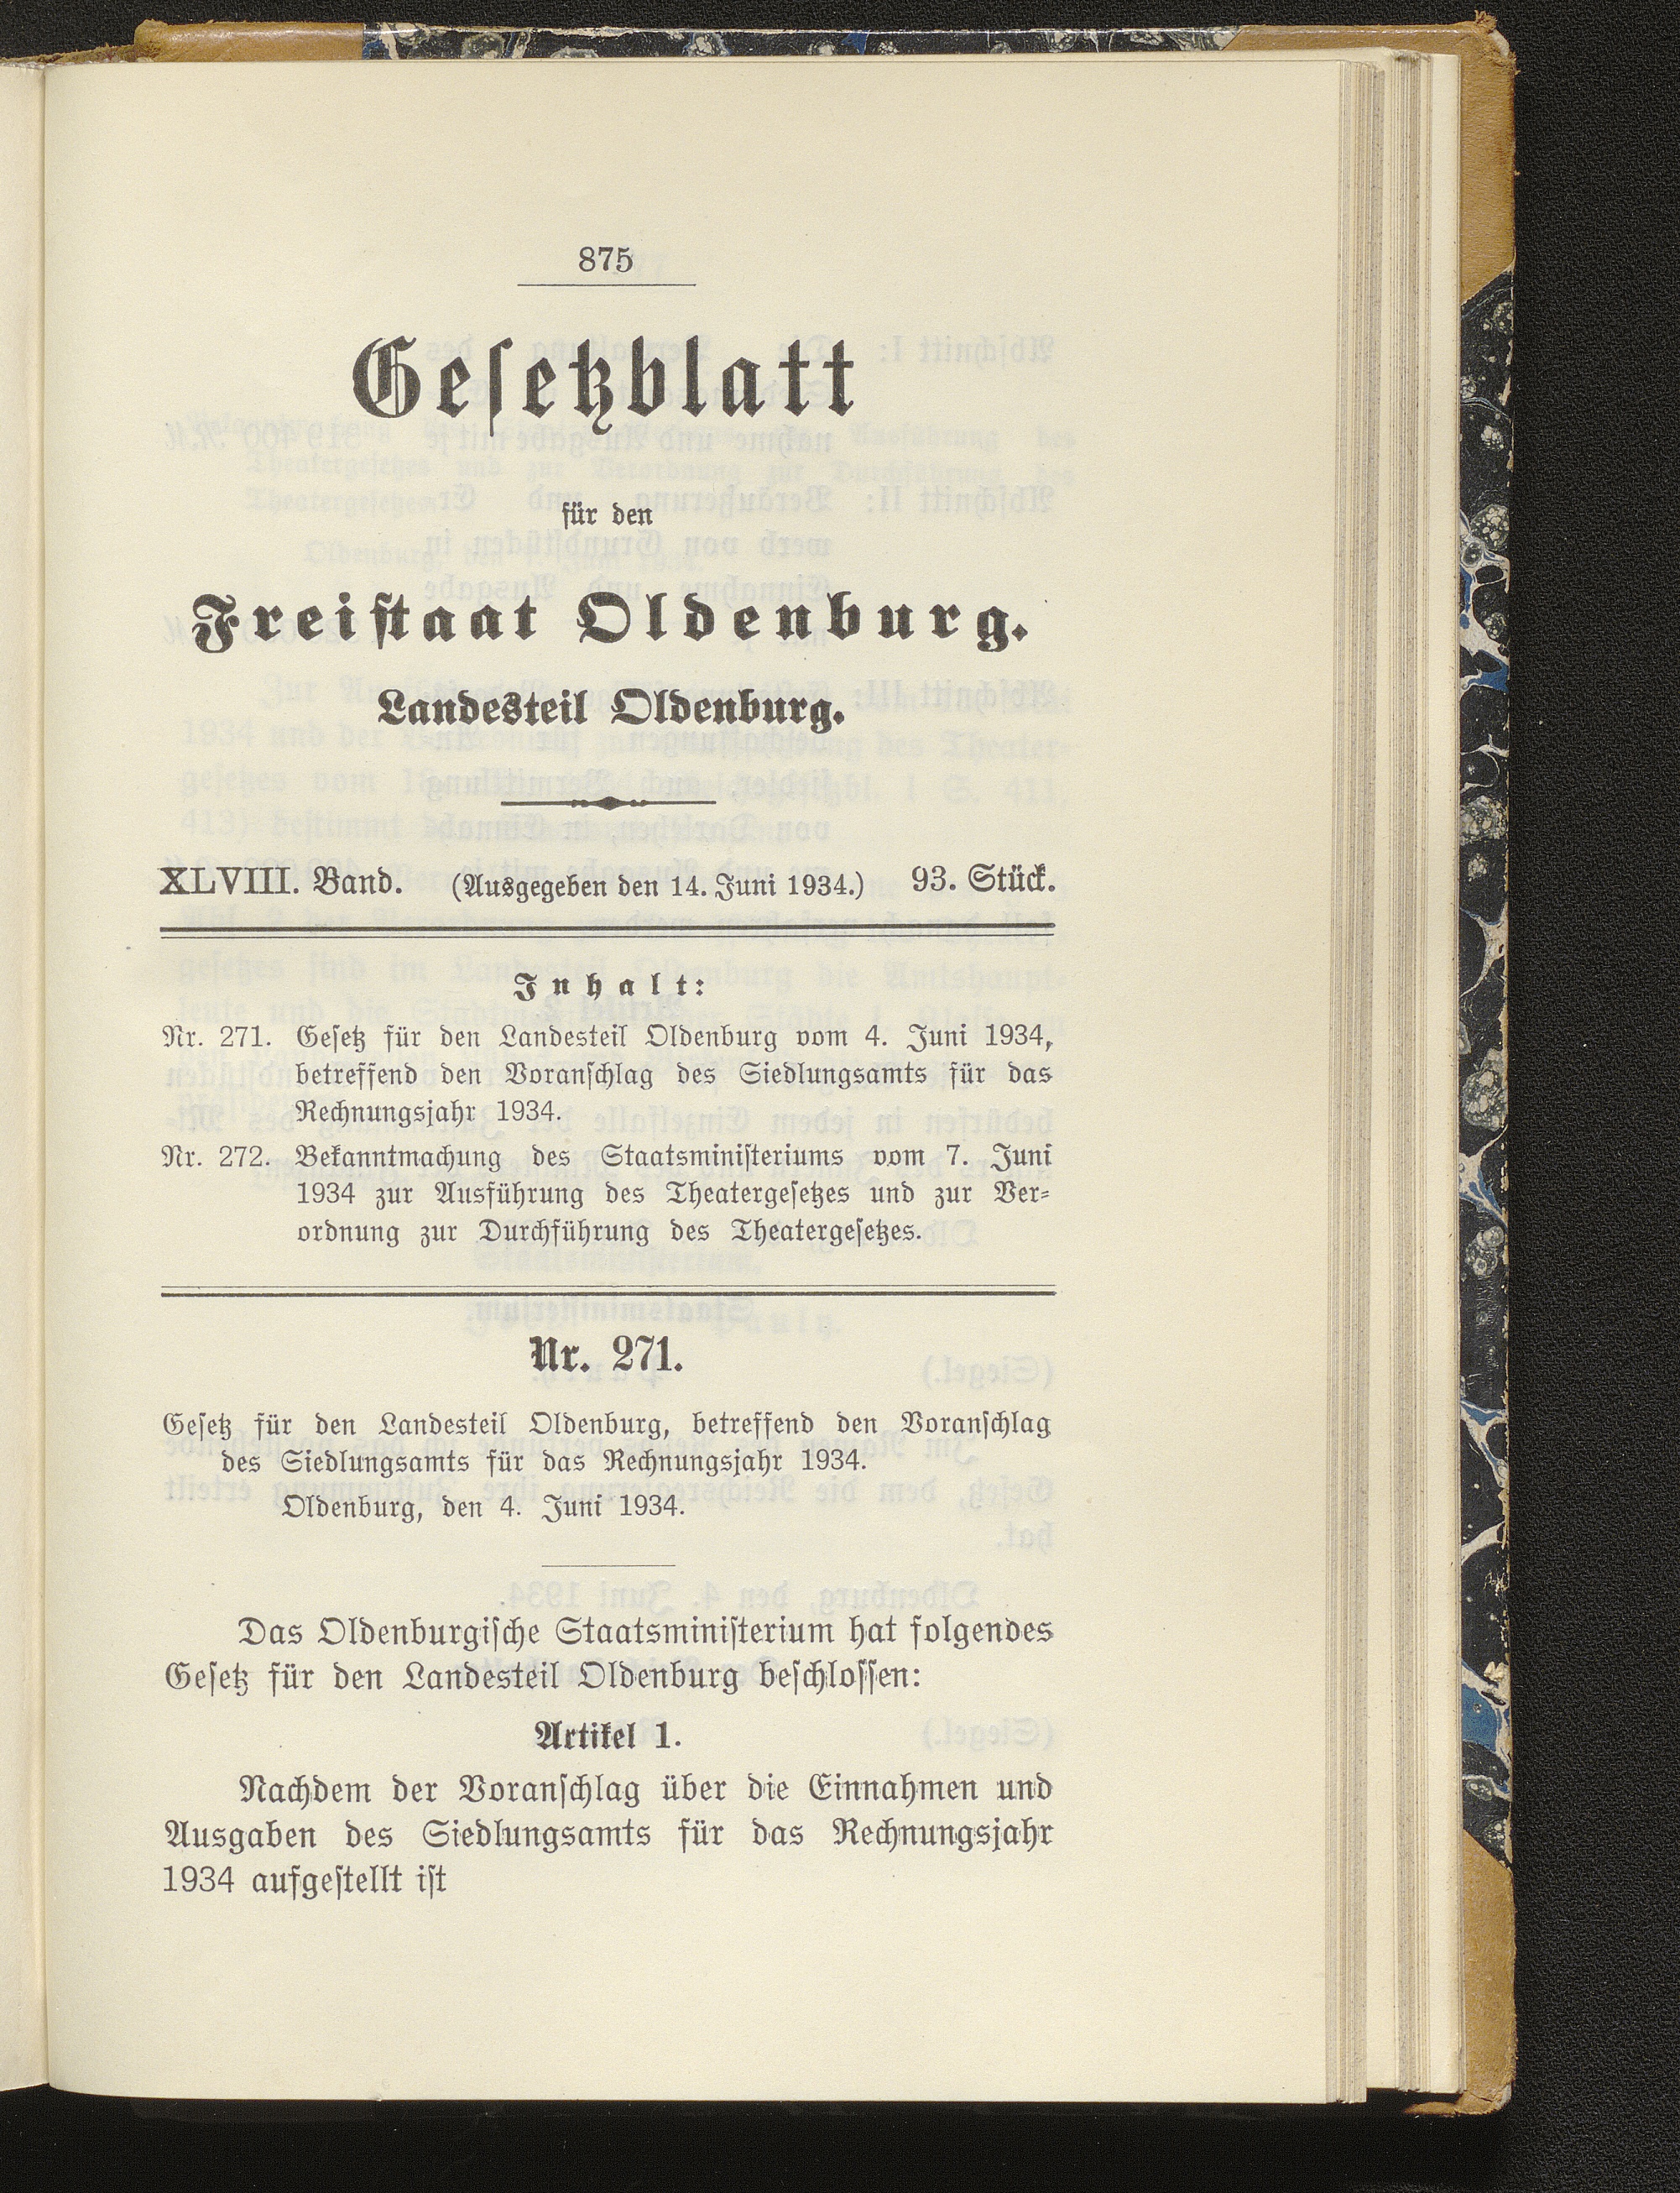 875
Gesetzblatt
für den
Freistaat Oldenburg.
Landesteil Oldenburg.
XLVIII. Band. (Ausgegeben den 14. Juni 1934.) 93. Stück.
Inhalt:
Nr. 271. Gesetz für den Landesteil Oldenburg vom 4. Juni 1934,
betreffend den Voranschlag des Siedlungsamts für das
Rechnungsjahr 1934.
Nr. 272. Bekanntmachung des Staatsministeriums vom 7. Juni
1934 zur Ausführung des Theatergesetzes und zur Ver-
ordnung zur Durchführung des Theatergesetzes.
Nr. 271.
Gesetz für den Landesteil Oldenburg, betreffend den Voranschlag
des Siedlungsamts für das Rechnungsjahr 1934.
Oldenburg, den 4. Juni 1934.
Das Oldenburgische Staatsministerium hat folgendes
Gesetz für den Landesteil Oldenburg beschlossen:
Artikel 1.
Nachdem der Voranschlag über die Einnahmen und
Ausgaben des Siedlungsamts für das Rechnungsjahr
1934 aufgestellt ist